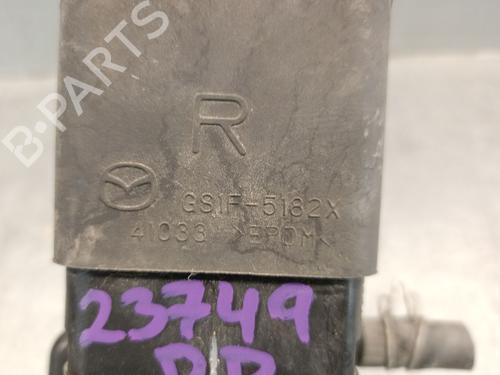 B-PARTS
R
GS1F-5182X
41033 >EPDM<
23749